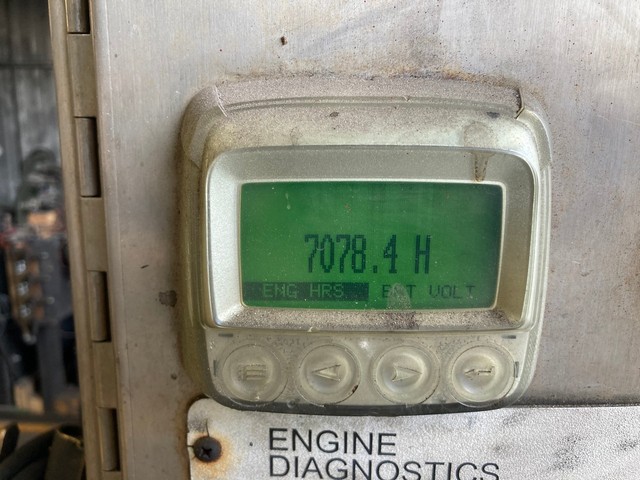 7078.4 H
ENG HRS BAT VOLT
ENGINE
DIAGNOSTICS